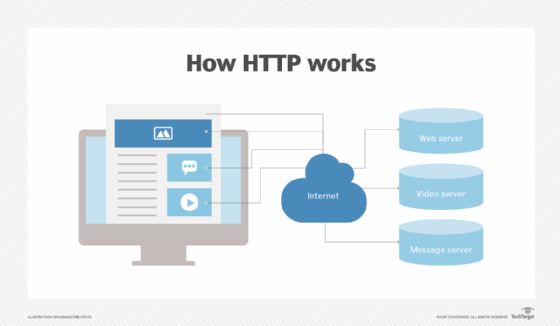 How HTTP works
Web server
Internet
Video server
Message server
TechTarget